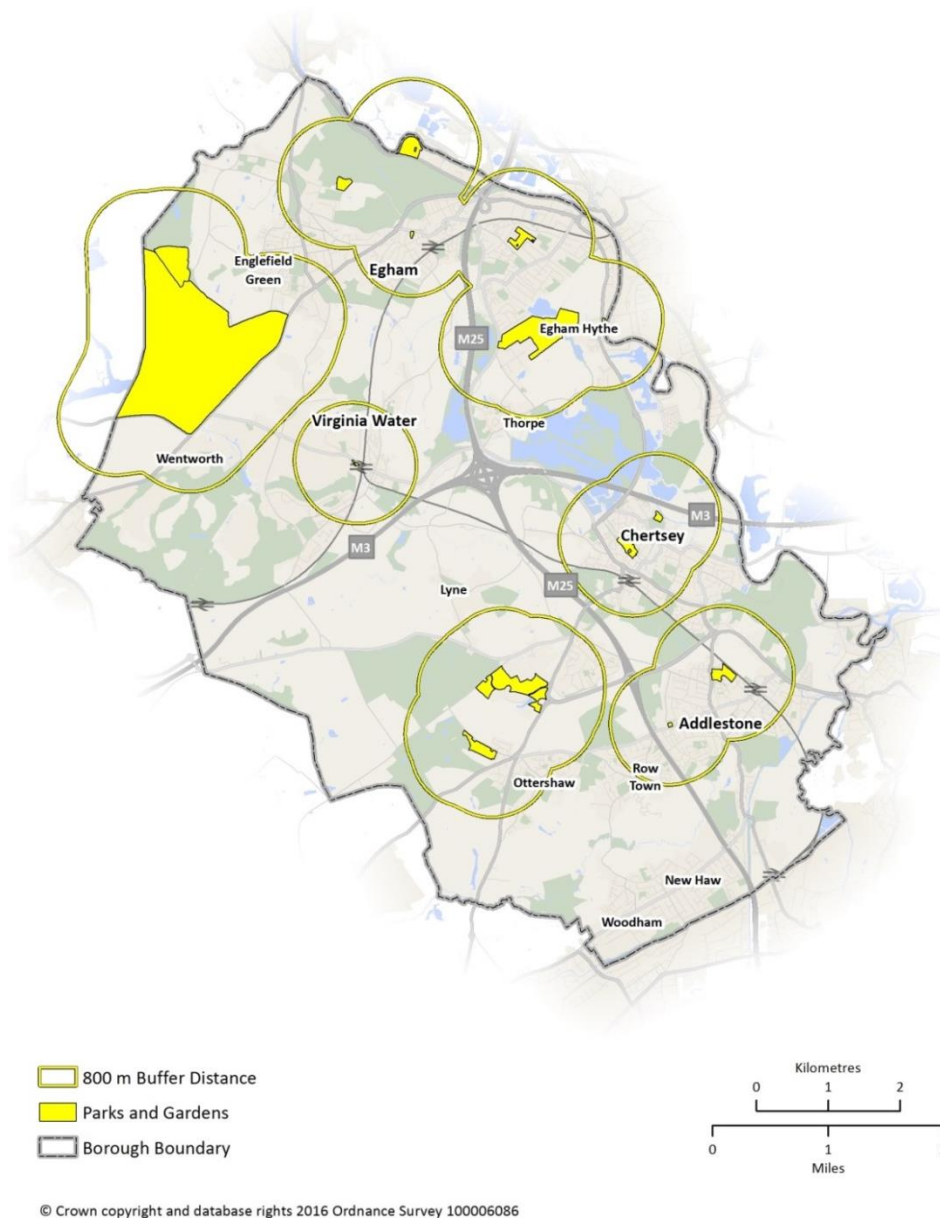 Englefield
Green
Egham
Egham Hythe
M25
Virginia Water
Thorpe
Wentworth
Chertsey
M3
M3
Lyne
M25
Addlestone
Row
Town
Ottershaw
New Haw
Woodham
800 m Buffer Distance
Parks and Gardens
Borough Boundary
Kilometres
0 1 2
0 1
Miles
© Crown copyright and database rights 2016 Ordnance Survey 100006086